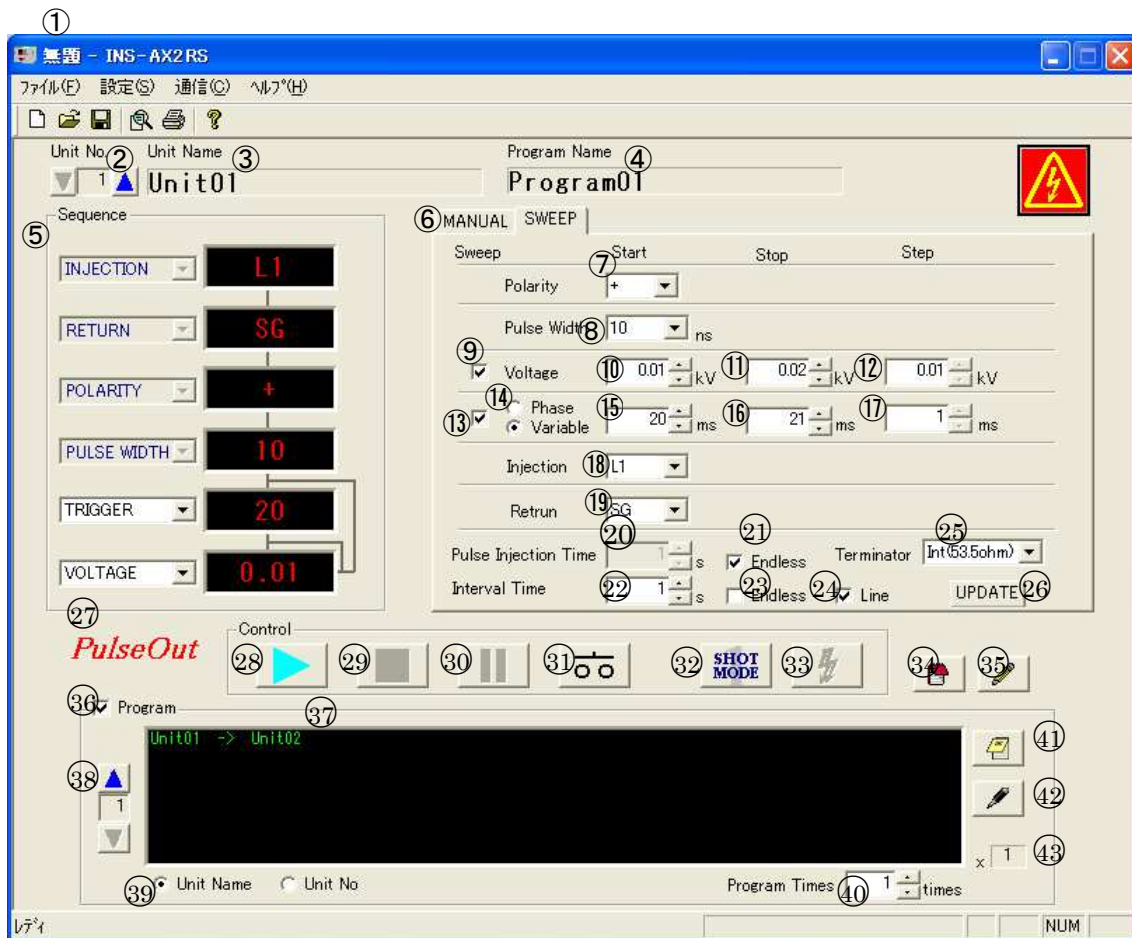 ①
無題 - INS-AX2RS
ファイル(F) 設定(S) 通信(C) ヘルプ(H)
Unit No. ② Unit Name ③ Program Name ④
1 Unit01 Program01
Sequence
⑤
INJECTION L1
RETURN SG
POLARITY +
PULSE WIDTH 10
TRIGGER 20
VOLTAGE 0.01
⑥ MANUAL SWEEP
Sweep Start Stop Step
Polarity ⑦ +
Pulse Width ⑧ 10 ns
⑨ Voltage ⑩ 0.01 kV ⑪ 0.02 kV ⑫ 0.01 kV
⑬ ⑭ Phase
Variable ⑮ 20 ms ⑯ 21 ms ⑰ 1 ms
Injection ⑱ L1
Retrun ⑲ SG
Pulse Injection Time ⑳ 1 s ㉑ Endless Terminator ㉕ Int(53.5ohm)
Interval Time ㉒ 1 s ㉓ Endless ㉔ Line UPDATE ㉖
㉗
PulseOut
Control
㉘ ㉙ ㉚ ㉛ ㉜ SHOT MODE ㉝ ㉞ ㉟
㊱ Program
㊲
Unit01 -> Unit02
㊳ 1
㊶
㊷
x 1 ㊸
㊴ Unit Name Unit No Program Times ㊵ 1 times
レディ NUM